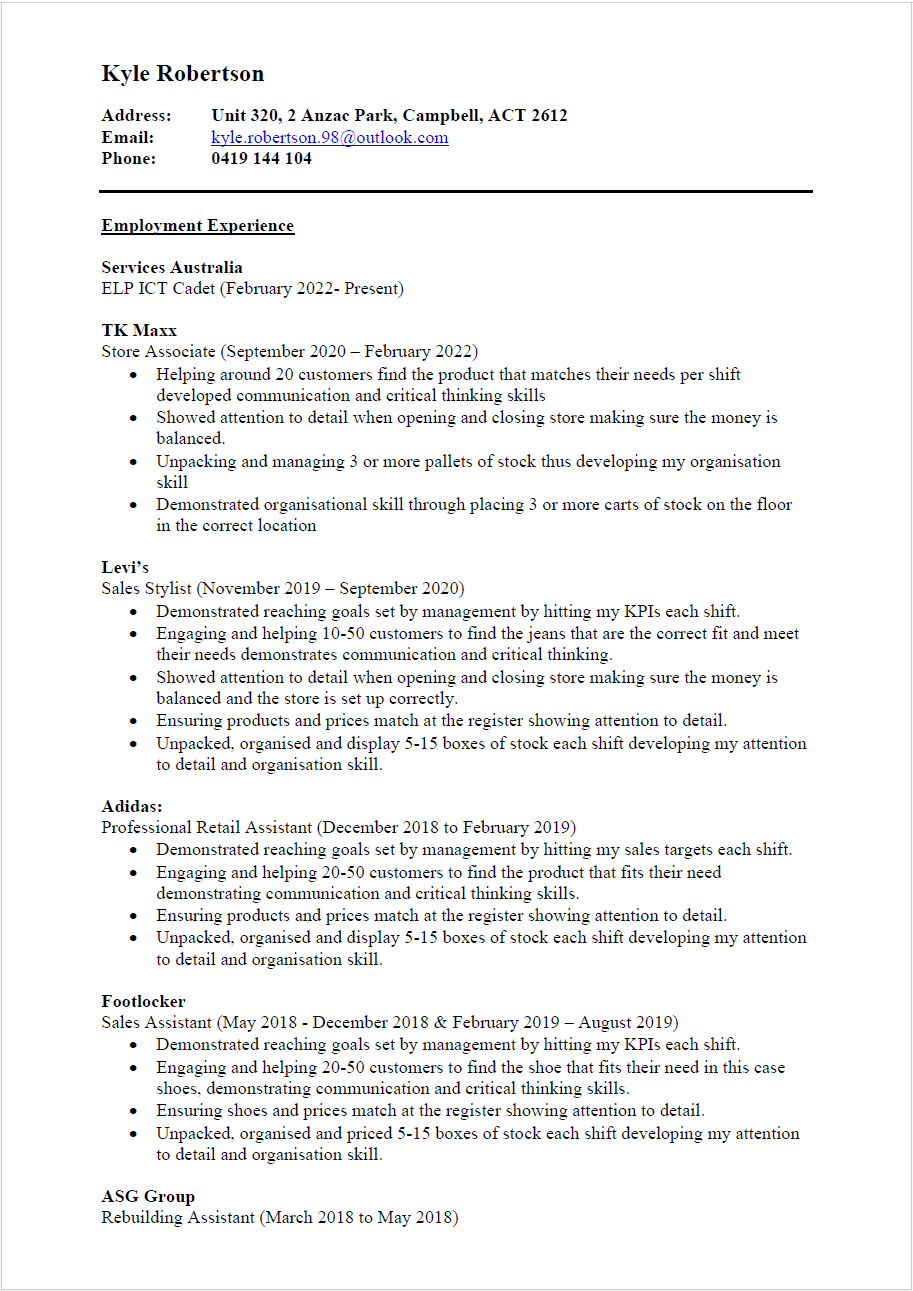 Kyle Robertson
Address: Unit 320, 2 Anzac Park, Campbell, ACT 2612
Email: kyle.robertson.98@outlook.com
Phone: 0419 144 104
Employment Experience
Services Australia
ELP ICT Cadet (February 2022- Present)
TK Maxx
Store Associate (September 2020 – February 2022)
• Helping around 20 customers find the product that matches their needs per shift
developed communication and critical thinking skills
• Showed attention to detail when opening and closing store making sure the money is
balanced.
• Unpacking and managing 3 or more pallets of stock thus developing my organisation
skill
• Demonstrated organisational skill through placing 3 or more carts of stock on the floor
in the correct location
Levi’s
Sales Stylist (November 2019 – September 2020)
• Demonstrated reaching goals set by management by hitting my KPIs each shift.
• Engaging and helping 10-50 customers to find the jeans that are the correct fit and meet
their needs demonstrates communication and critical thinking.
• Showed attention to detail when opening and closing store making sure the money is
balanced and the store is set up correctly.
• Ensuring products and prices match at the register showing attention to detail.
• Unpacked, organised and display 5-15 boxes of stock each shift developing my attention
to detail and organisation skill.
Adidas:
Professional Retail Assistant (December 2018 to February 2019)
• Demonstrated reaching goals set by management by hitting my sales targets each shift.
• Engaging and helping 20-50 customers to find the product that fits their need
demonstrating communication and critical thinking skills.
• Ensuring products and prices match at the register showing attention to detail.
• Unpacked, organised and display 5-15 boxes of stock each shift developing my attention
to detail and organisation skill.
Footlocker
Sales Assistant (May 2018 - December 2018 & February 2019 – August 2019)
• Demonstrated reaching goals set by management by hitting my KPIs each shift.
• Engaging and helping 20-50 customers to find the shoe that fits their need in this case
shoes, demonstrating communication and critical thinking skills.
• Ensuring shoes and prices match at the register showing attention to detail.
• Unpacked, organised and priced 5-15 boxes of stock each shift developing my attention
to detail and organisation skill.
ASG Group
Rebuilding Assistant (March 2018 to May 2018)